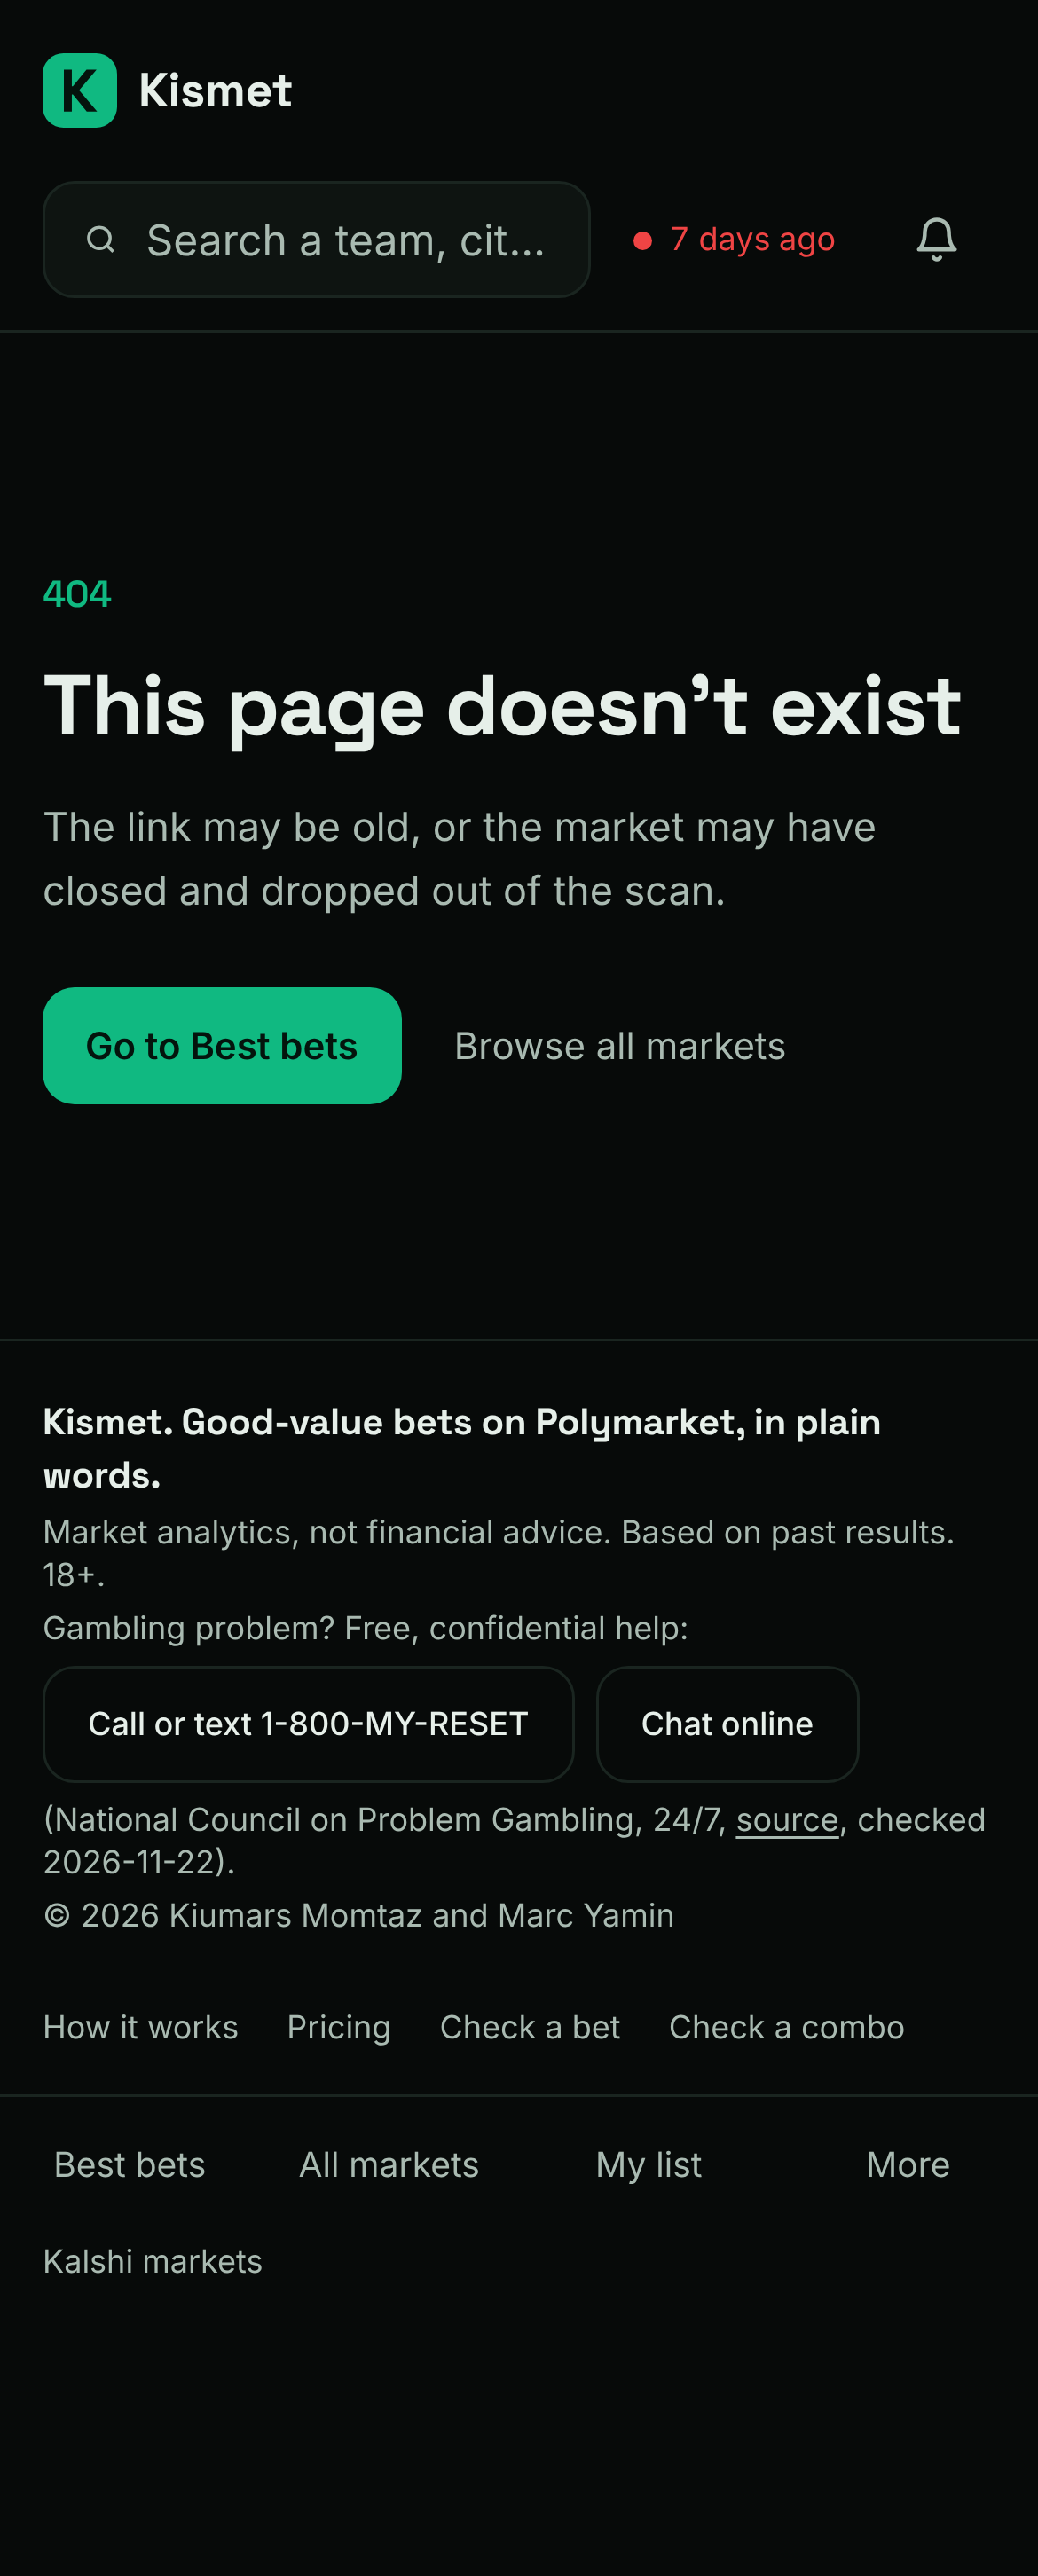 K Kismet
Search a team, cit...
7 days ago
404
This page doesn’t exist
The link may be old, or the market may have
closed and dropped out of the scan.
Go to Best bets
Browse all markets
Kismet. Good-value bets on Polymarket, in plain
words.
Market analytics, not financial advice. Based on past results.
18+.
Gambling problem? Free, confidential help:
Call or text 1-800-MY-RESET
Chat online
(National Council on Problem Gambling, 24/7, source, checked
2026-11-22).
© 2026 Kiumars Momtaz and Marc Yamin
How it works Pricing Check a bet Check a combo
Best bets All markets My list More
Kalshi markets